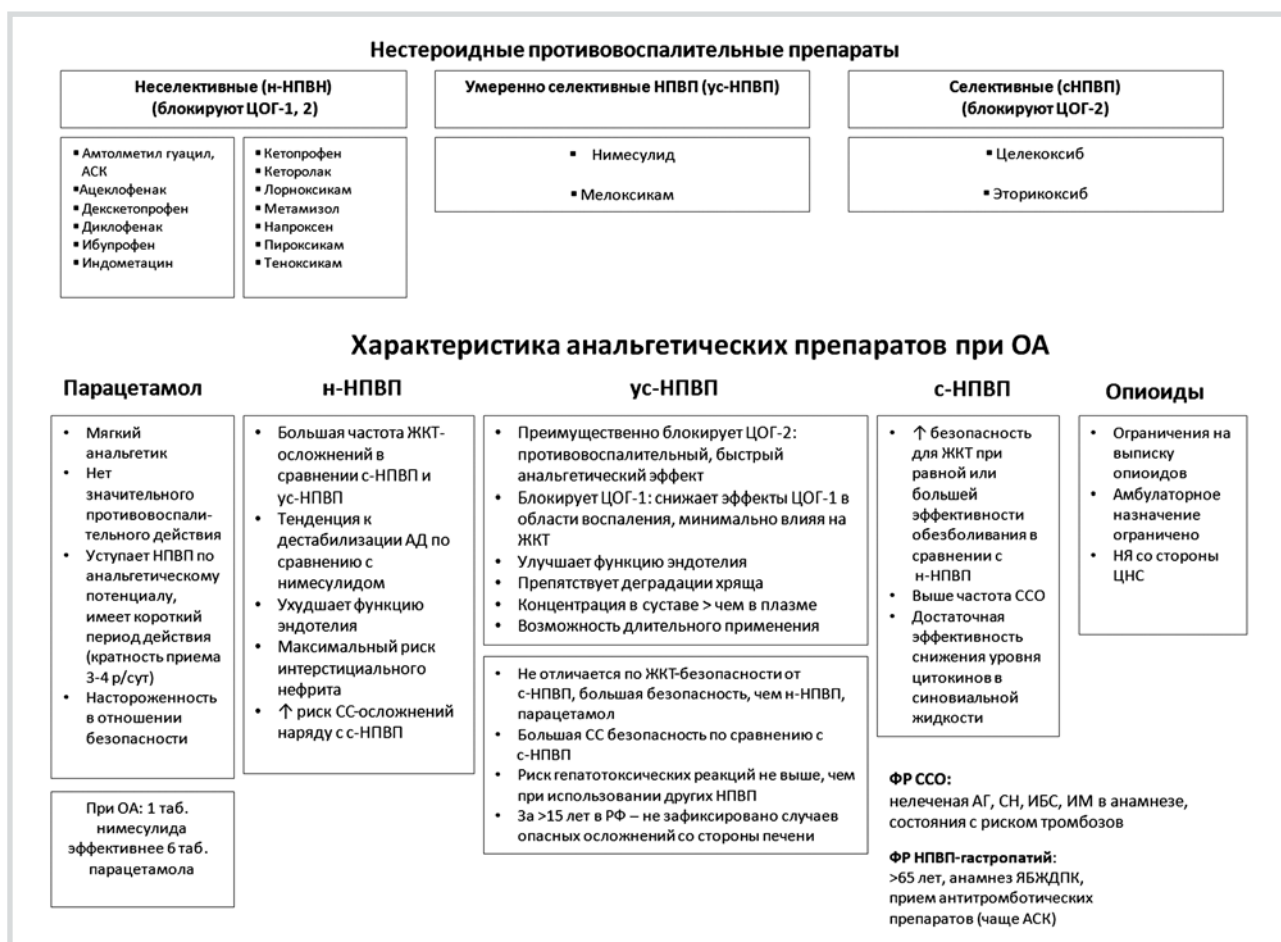 Нестероидные противовоспалительные препараты
Неселективные (н-НПВН)
(блокируют ЦОГ-1, 2)
Умеренно селективные НПВП (ус-НПВП)
Селективные (сНПВП)
(блокируют ЦОГ-2)
▪ Амтолметил гуацил,
АСК
▪ Ацеклофенак
▪ Декскетопрофен
▪ Диклофенак
▪ Ибупрофен
▪ Индометацин
▪ Кетопрофен
▪ Кеторолак
▪ Лорноксикам
▪ Метамизол
▪ Напроксен
▪ Пироксикам
▪ Теноксикам
▪ Нимесулид
▪ Мелоксикам
▪ Целекоксиб
▪ Эторикоксиб
Характеристика анальгетических препаратов при ОА
Парацетамол
• Мягкий
анальгетик
• Нет
значительного
противовоспали-
тельного действия
• Уступает НПВП по
анальгетическому
потенциалу,
имеет короткий
период действия
(кратность приема
3-4 р/сут)
• Настороженность
в отношении
безопасности
При ОА: 1 таб.
нимесулида
эффективнее 6 таб.
парацетамола
н-НПВП
• Большая частота ЖКТ-
осложнений в
сравнении с-НПВП и
ус-НПВП
• Тенденция к
дестабилизации АД по
сравнению с
нимесулидом
• Ухудшает функцию
эндотелия
• Максимальный риск
интерстициального
нефрита
• ↑ риск СС-осложнений
наряду с с-НПВП
ус-НПВП
• Преимущественно блокирует ЦОГ-2:
противовоспалительный, быстрый
анальгетический эффект
• Блокирует ЦОГ-1: снижает эффекты ЦОГ-1 в
области воспаления, минимально влияя на
ЖКТ
• Улучшает функцию эндотелия
• Препятствует деградации хряща
• Концентрация в суставе > чем в плазме
• Возможность длительного применения
• Не отличается по ЖКТ-безопасности от
с-НПВП, большая безопасность, чем н-НПВП,
парацетамол
• Большая СС безопасность по сравнению с
с-НПВП
• Риск гепатотоксических реакций не выше, чем
при использовании других НПВП
• За >15 лет в РФ – не зафиксировано случаев
опасных осложнений со стороны печени
с-НПВП
• ↑ безопасность
для ЖКТ при
равной или
большей
эффективности
обезболивания в
сравнении с
н-НПВП
• Выше частота ССО
• Достаточная
эффективность
снижения уровня
цитокинов в
синовиальной
жидкости
ФР ССО:
нелеченая АГ, СН, ИБС, ИМ в анамнезе,
состояния с риском тромбозов
ФР НПВП-гастропатий:
>65 лет, анамнез ЯБЖДПК,
прием антитромботических
препаратов (чаще АСК)
Опиоиды
• Ограничения на
выписку
опиоидов
• Амбулаторное
назначение
ограничено
• НЯ со стороны
ЦНС